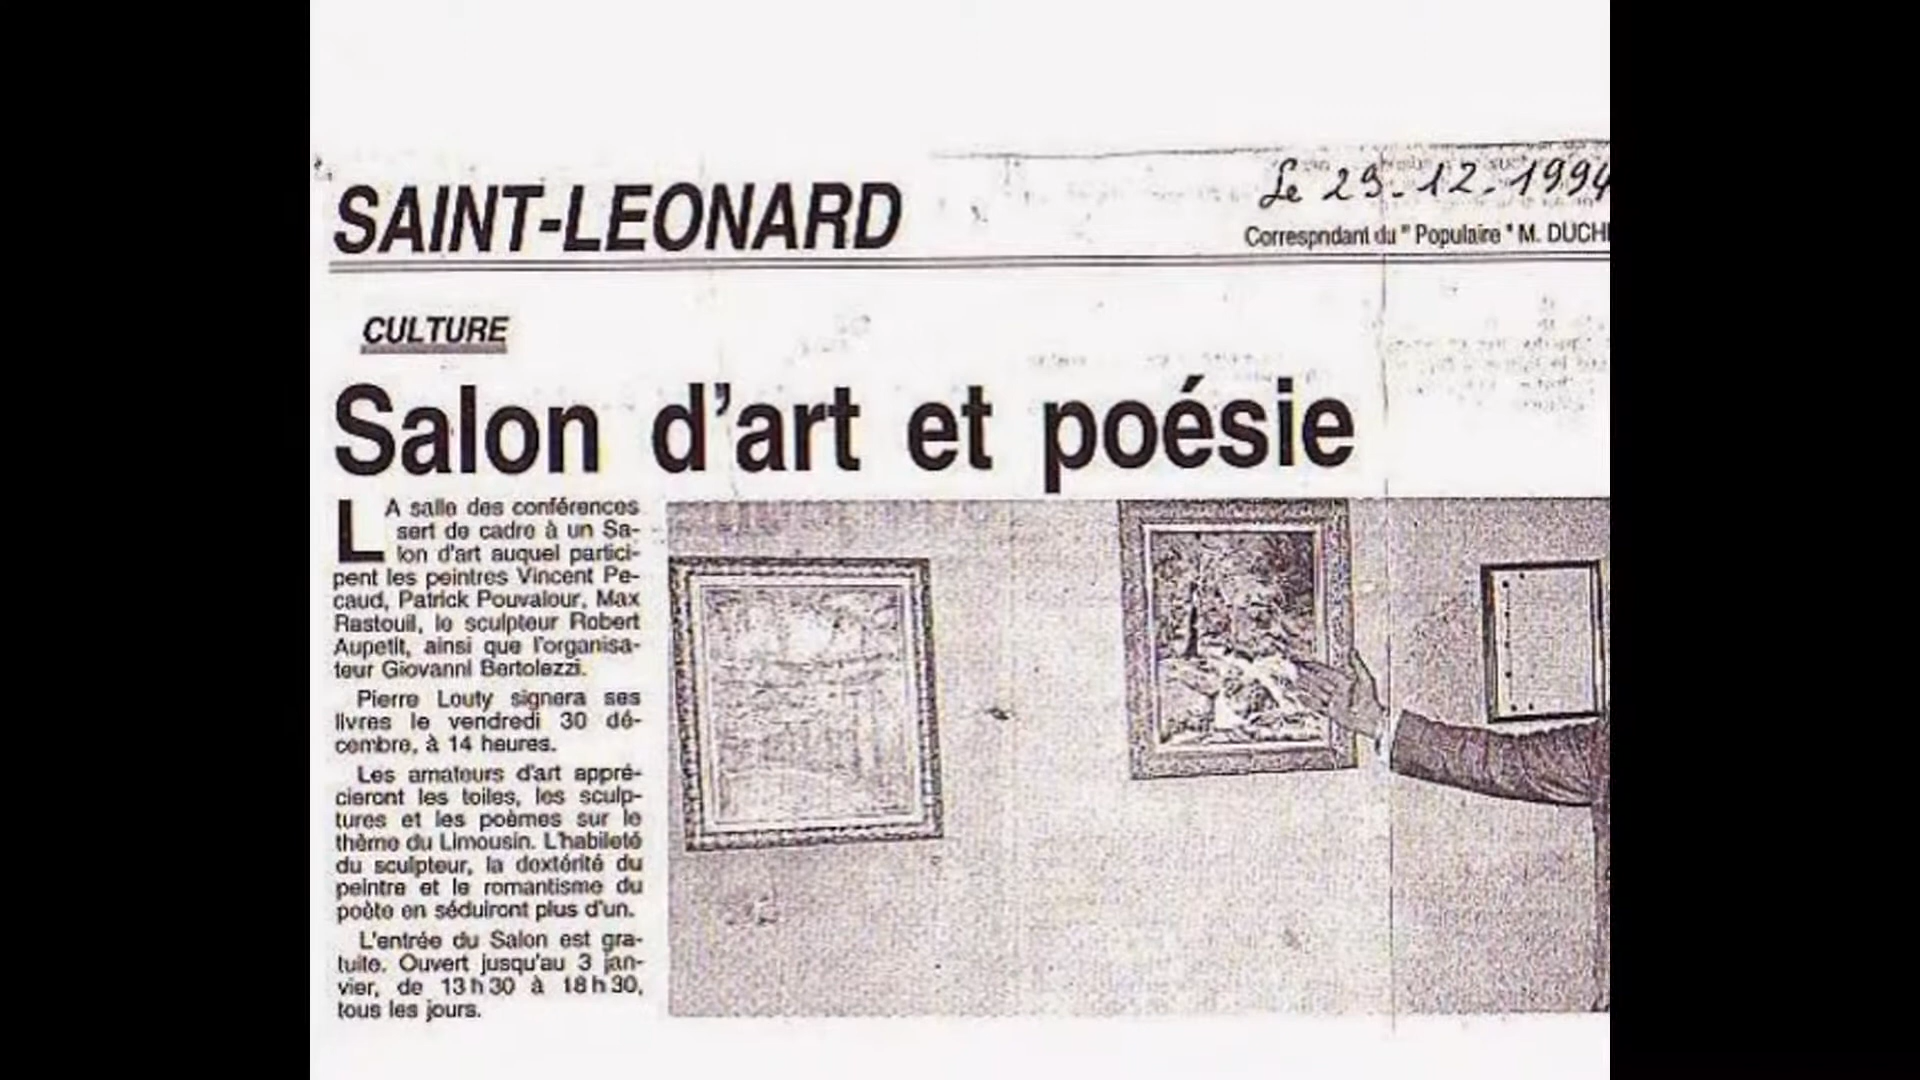 SAINT-LEONARD
Le 29-12-1994
Correspndant du "Populaire" M. DUCH
CULTURE
Salon d'art et poésie
LA salle des conférences
sert de cadre à un Sa-
lon d'art auquel partici-
pent les peintres Vincent Pe-
caud, Patrick Pouvalour, Max
Rastouil, le sculpteur Robert
Aupetit, ainsi que l'organisa-
teur Giovanni Bertolezzi.
Pierre Louty signera ses
livres le vendredi 30 dé-
cembre, à 14 heures.
Les amateurs d'art appré-
cieront les toiles, les sculp-
tures et les poèmes sur le
thème du Limousin. L'habileté
du sculpteur, la dextérité du
peintre et le romantisme du
poète en séduiront plus d'un.
L'entrée du Salon est gra-
tuite. Ouvert jusqu'au 3 jan-
vier, de 13 h 30 à 18 h 30,
tous les jours.